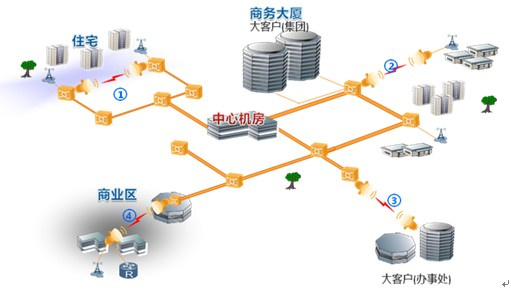 商务大厦
大客户(集团)
住宅
②
①
中心机房
商业区
③
④
R
大客户(办事处)